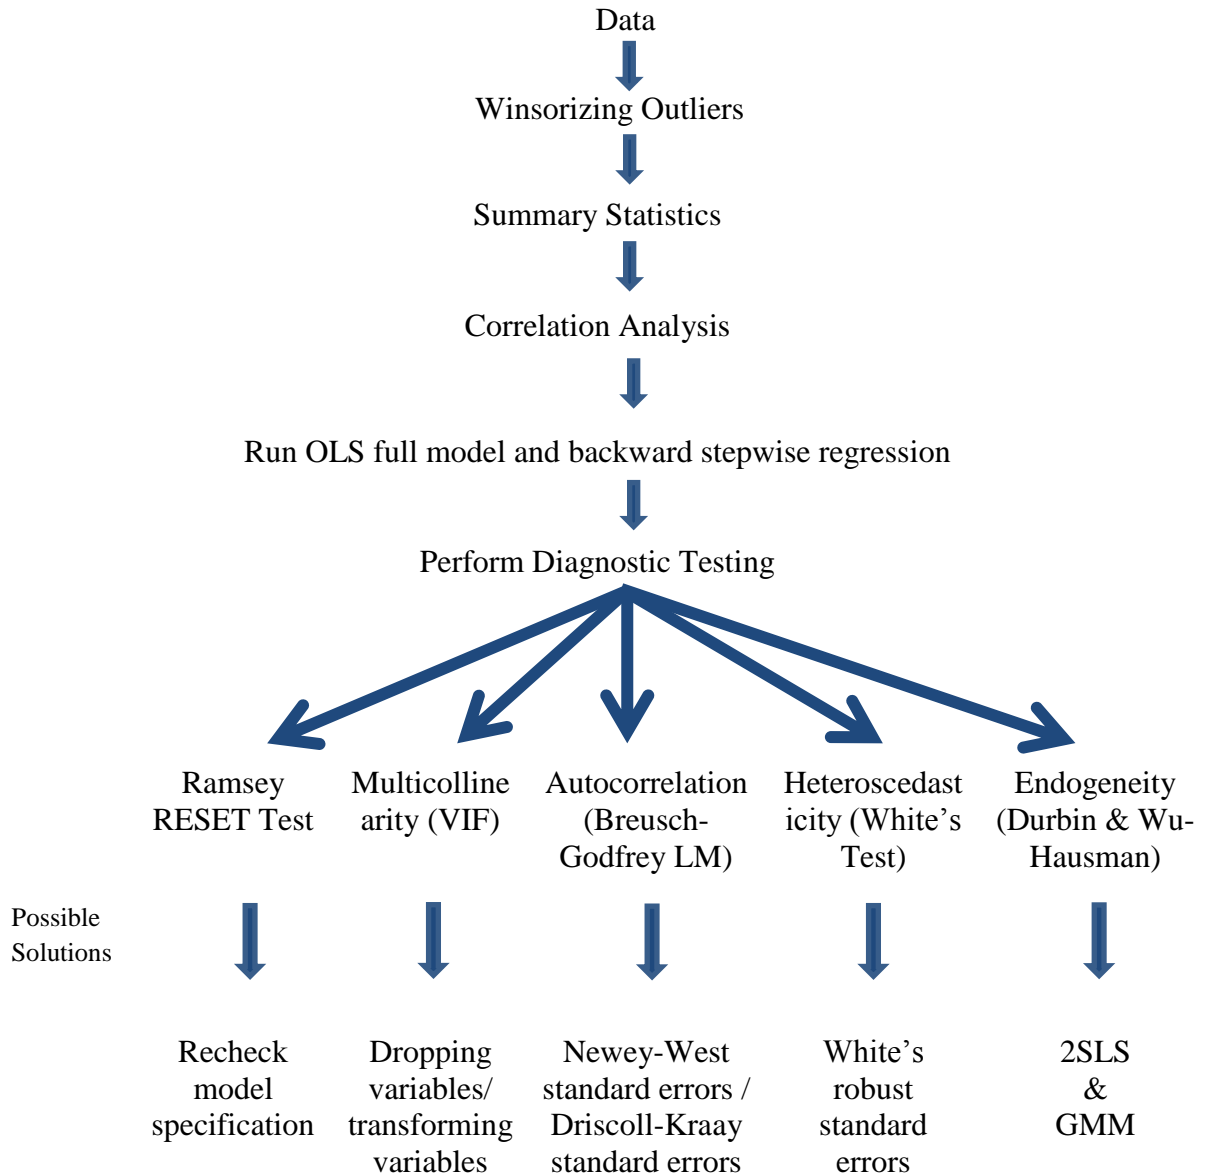 Data
Winsorizing Outliers
Summary Statistics
Correlation Analysis
Run OLS full model and backward stepwise regression
Perform Diagnostic Testing
Ramsey
RESET Test
Multicolline
arity (VIF)
Autocorrelation
(Breusch-
Godfrey LM)
Heteroscedast
icity (White's
Test)
Endogeneity
(Durbin & Wu-
Hausman)
Possible
Solutions
Recheck
model
specification
Dropping
variables/
transforming
variables
Newey-West
standard errors /
Driscoll-Kraay
standard errors
White's
robust
standard
errors
2SLS
&
GMM